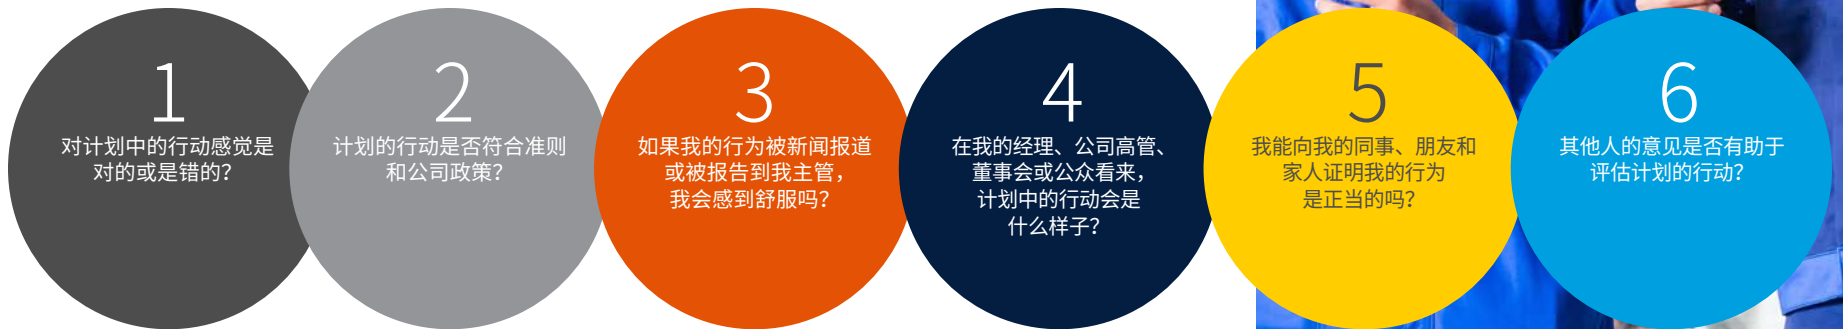 1
对计划中的行动感觉是
对的或是错的？
2
计划的行动是否符合准则
和公司政策？
3
如果我的行为被新闻报道
或被报告到我主管，
我会感到舒服吗？
4
在我的经理、公司高管、
董事会或公众看来，
计划中的行动会是
什么样子？
5
我能向我的同事、朋友和
家人证明我的行为
是正当的吗？
6
其他人的意见是否有助于
评估计划的行动？